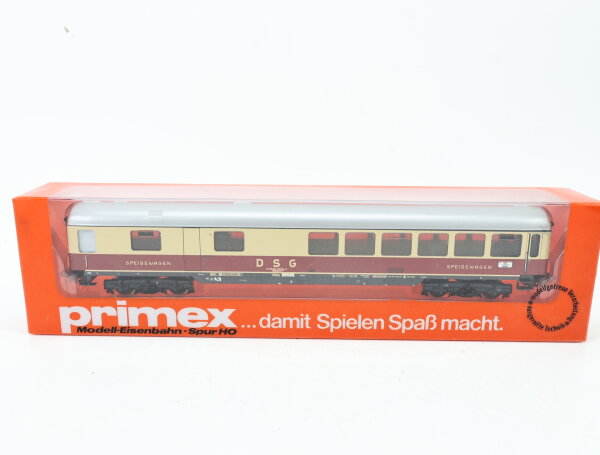 SPEISEWAGEN
D S G
SPEISEWAGEN
primex
Modell-Eisenbahn · Spur HO
...damit Spielen Spaß macht.